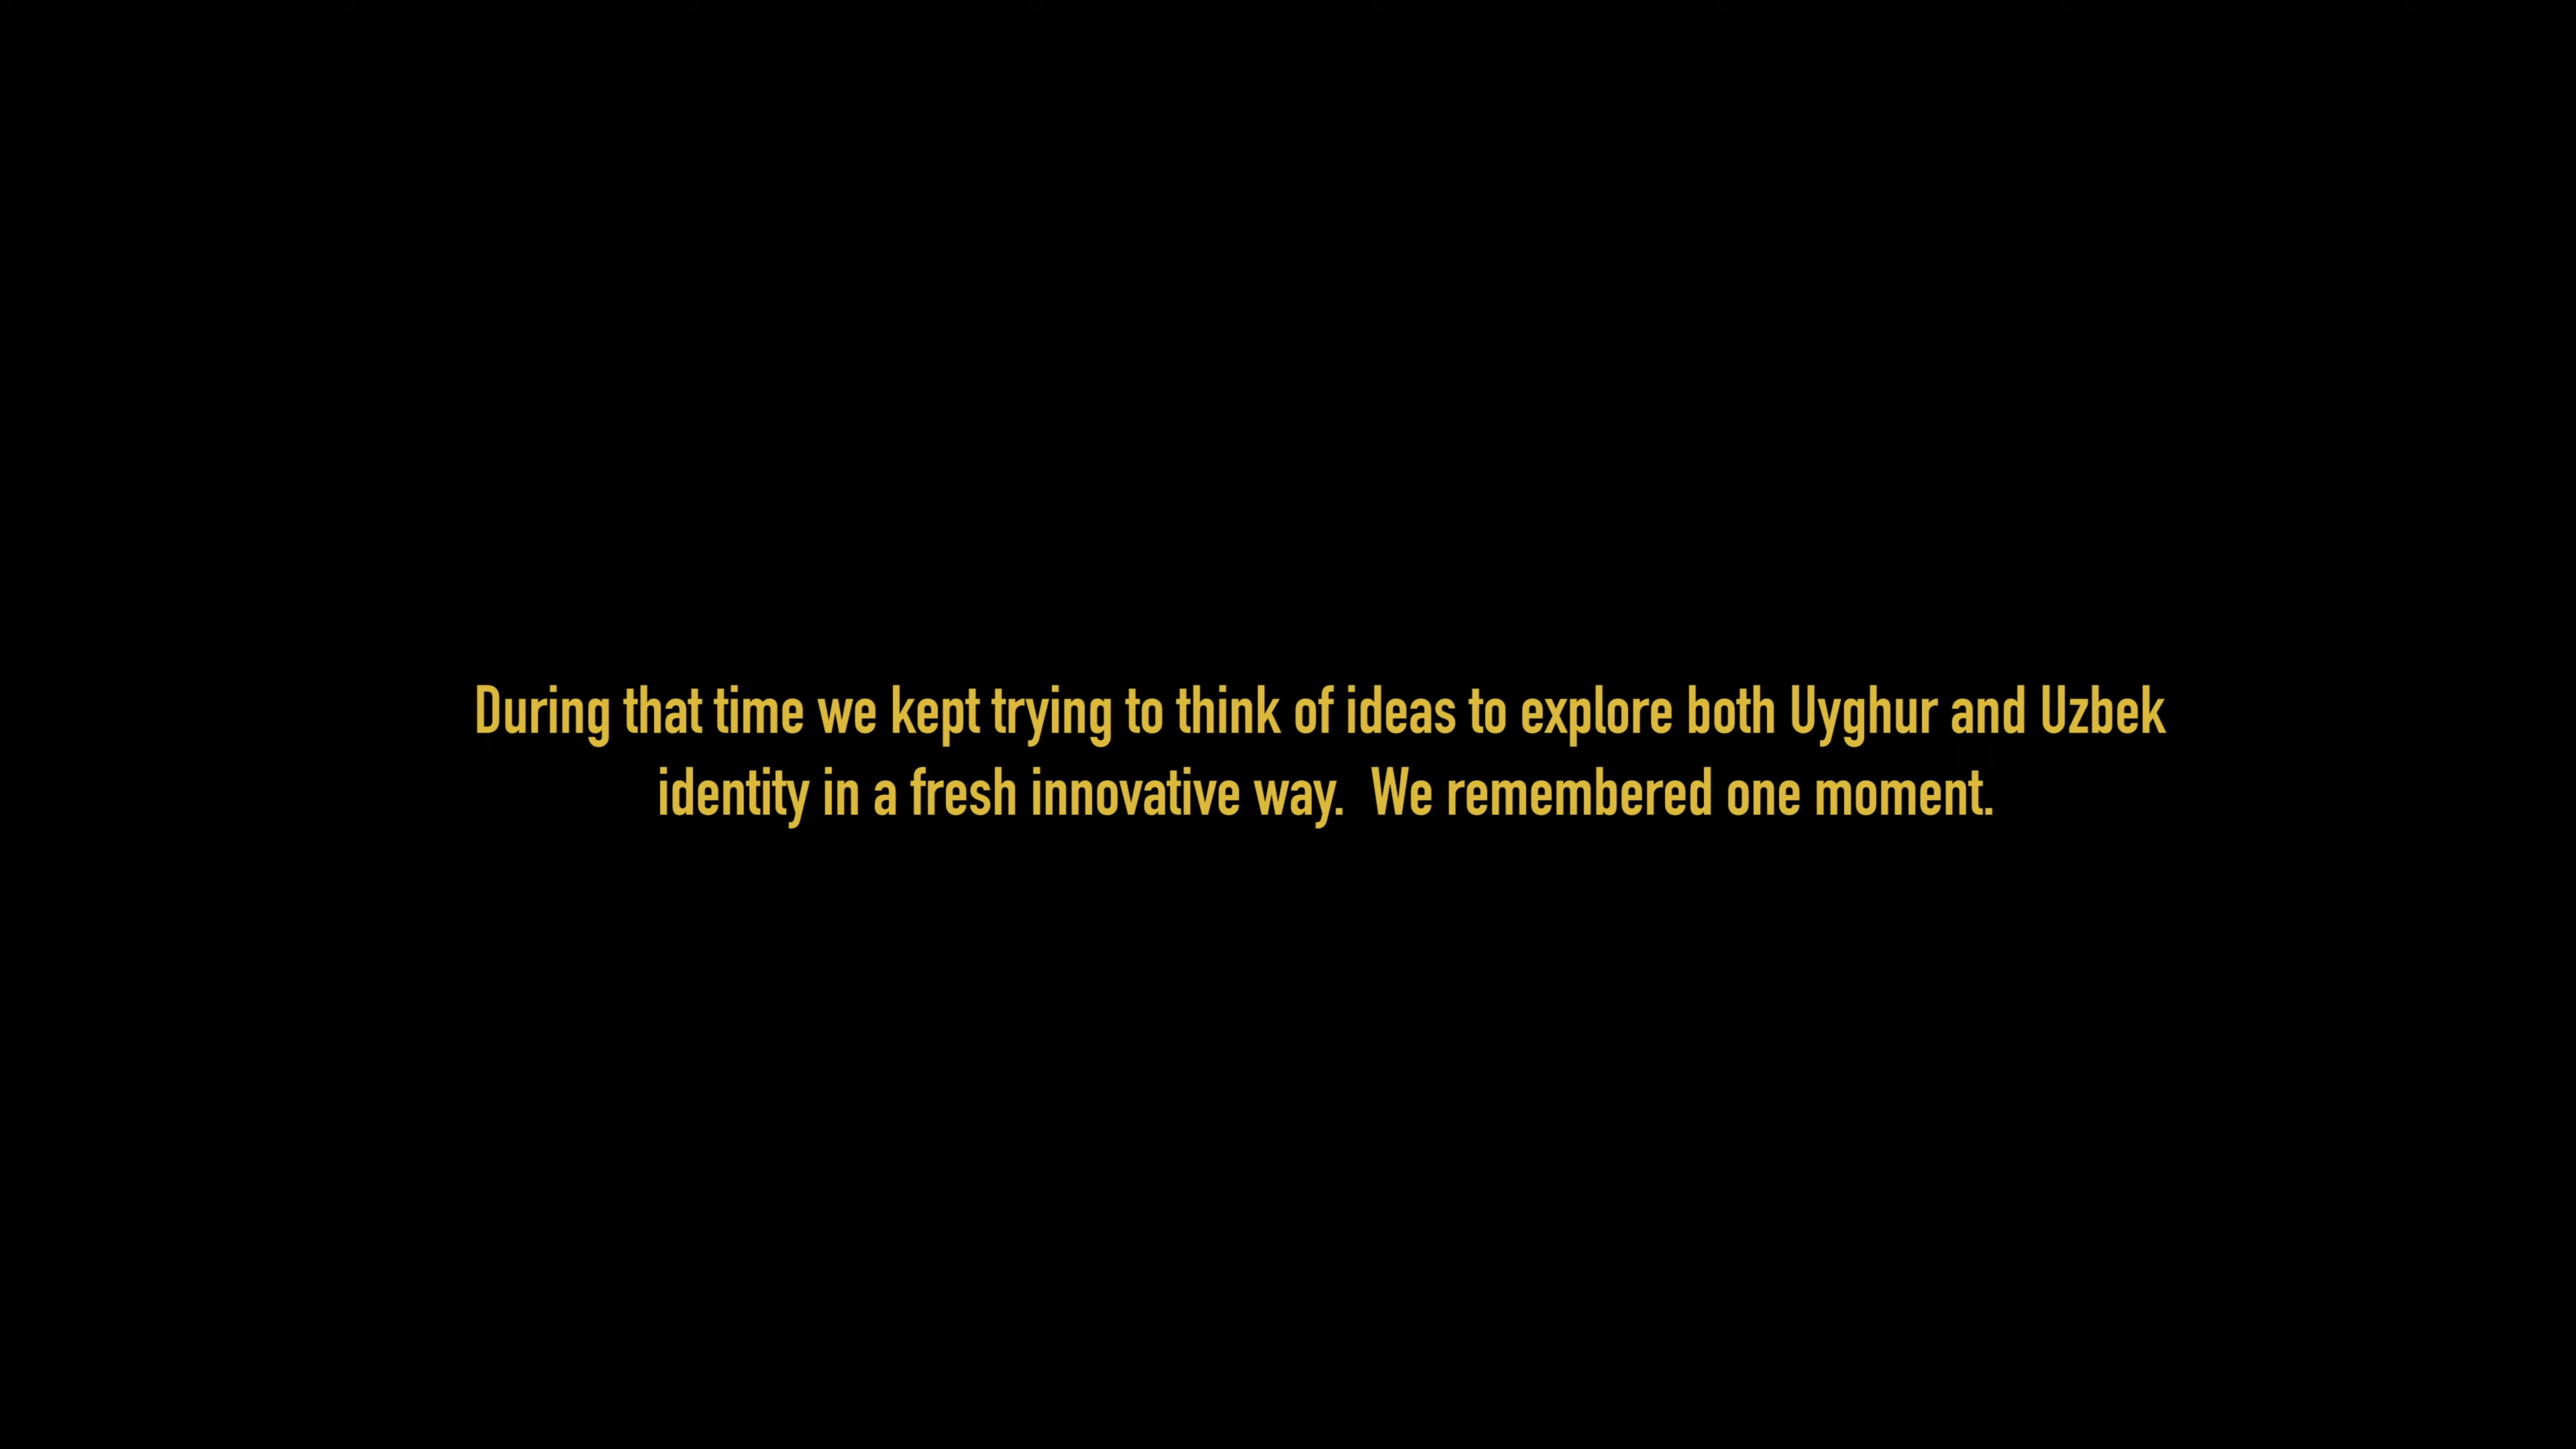 During that time we kept trying to think of ideas to explore both Uyghur and Uzbek
identity in a fresh innovative way.  We remembered one moment.